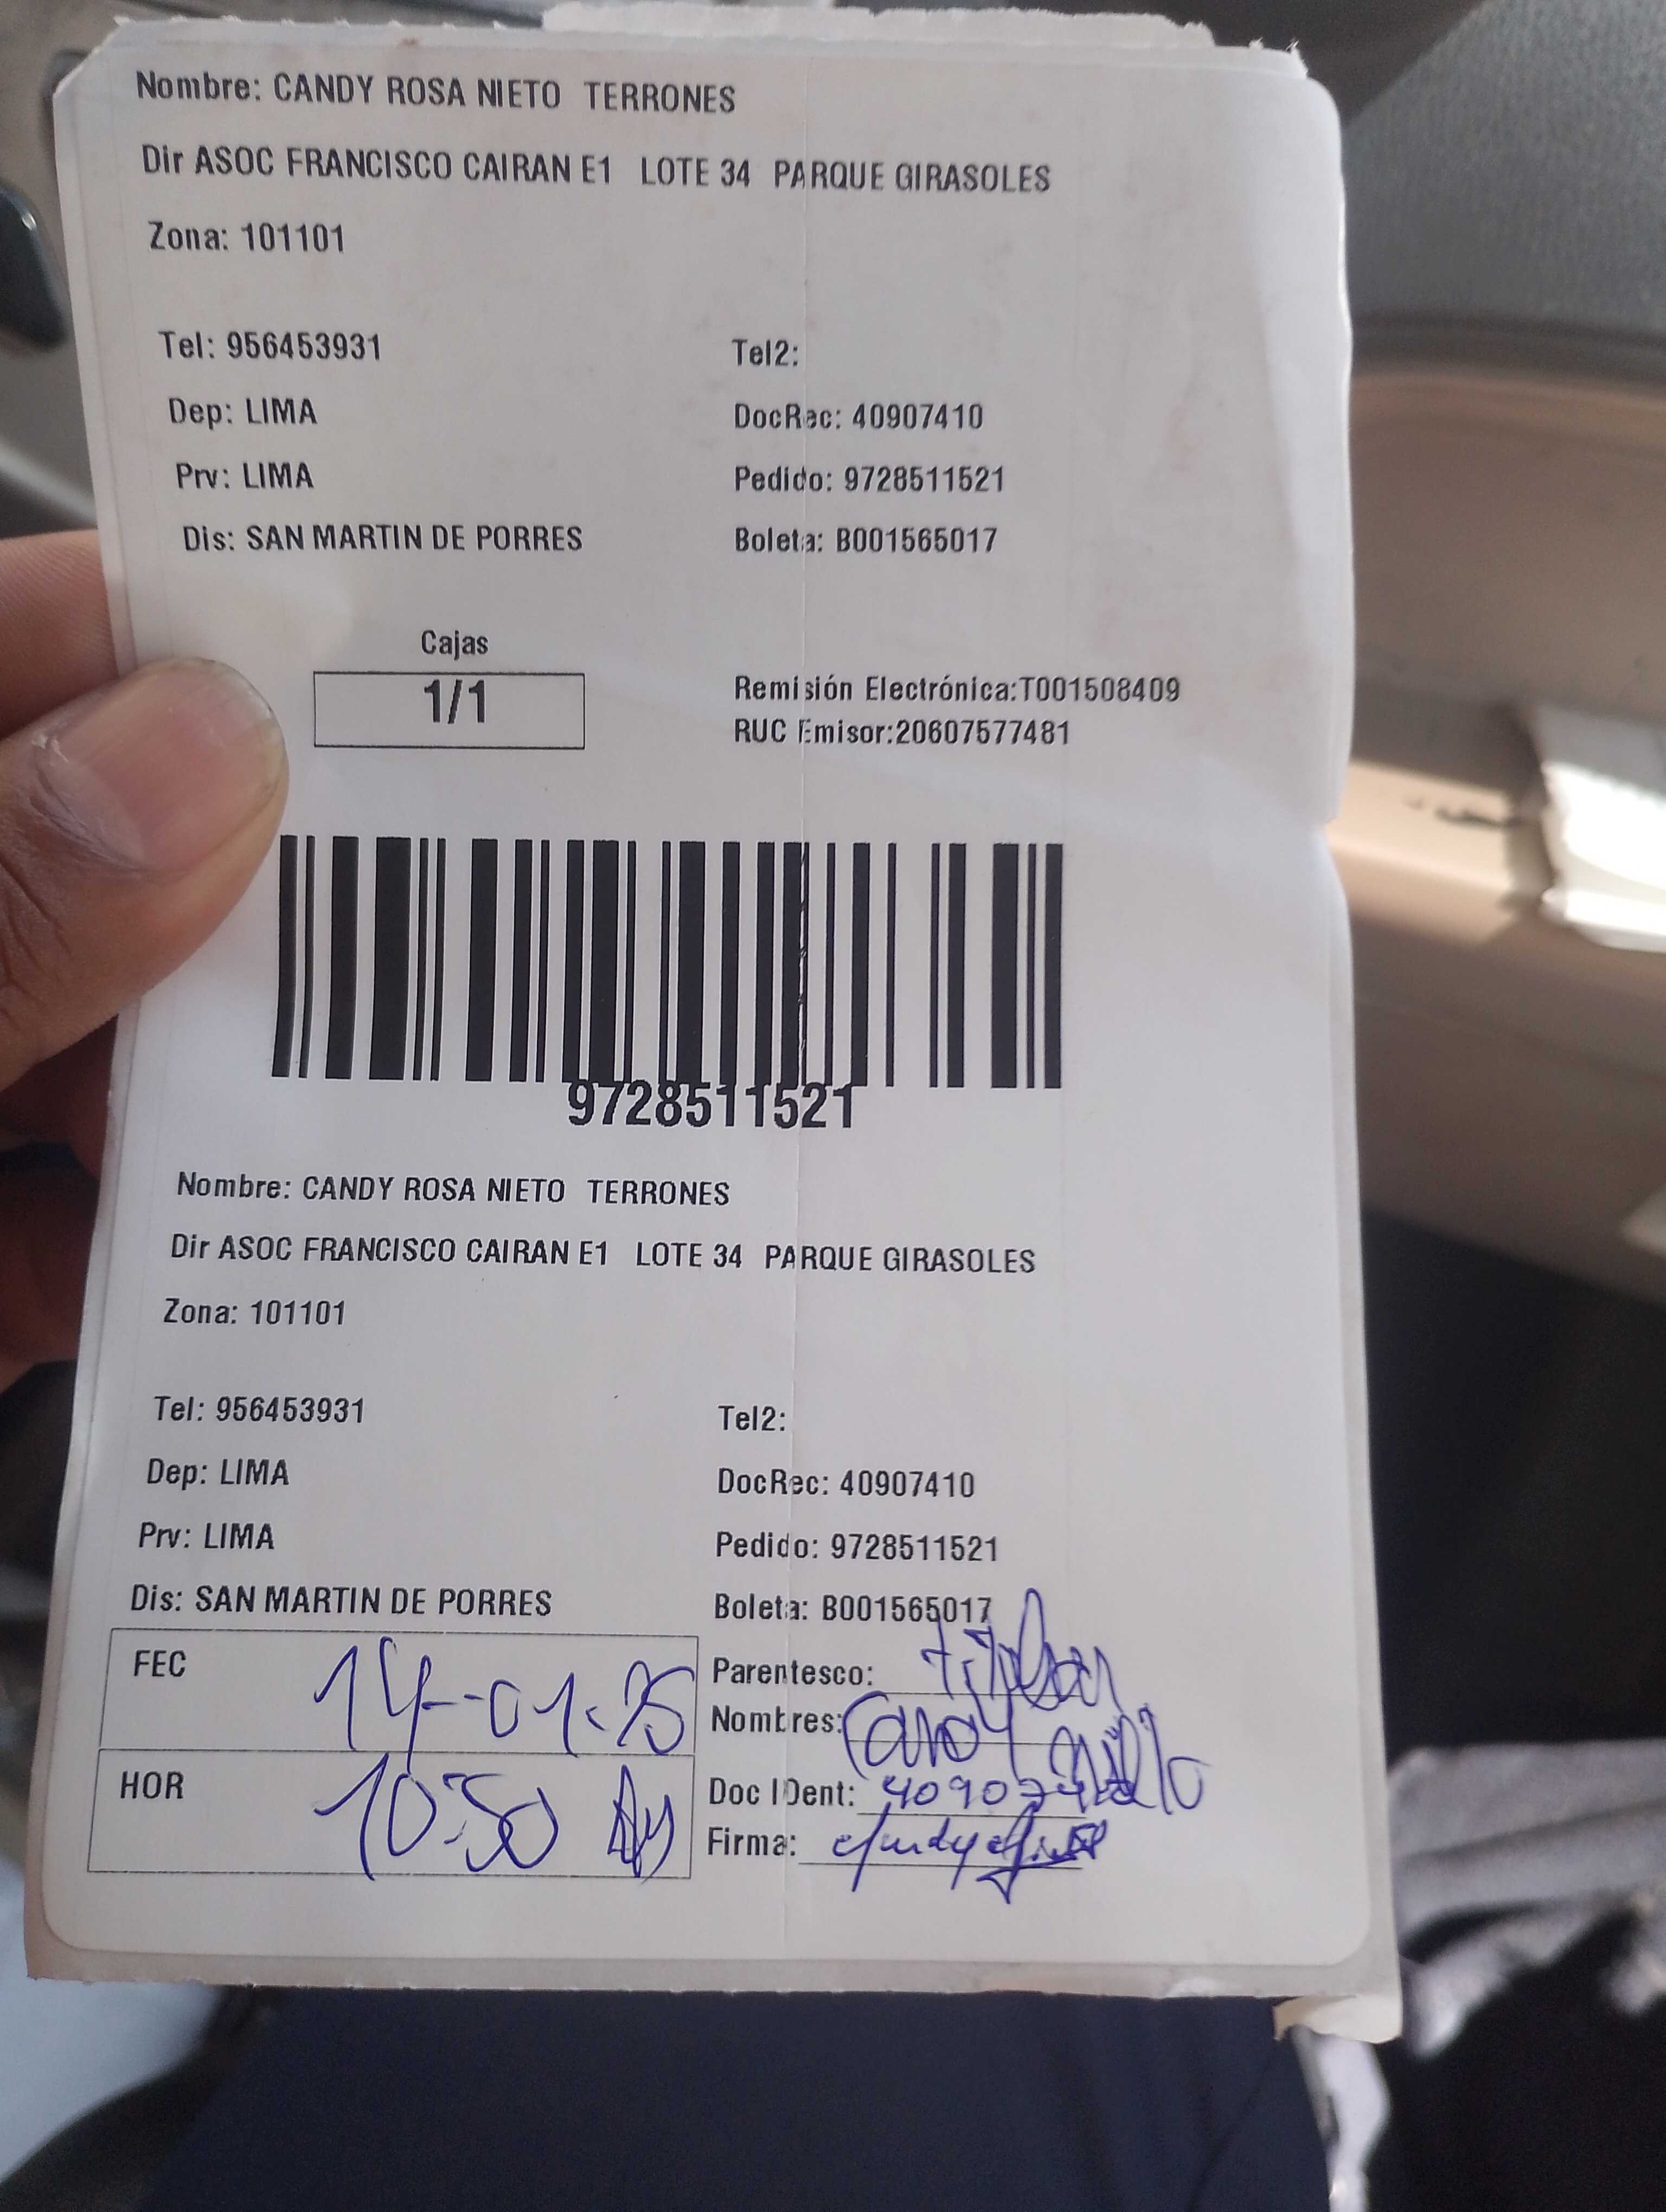 Nombre: CANDY ROSA NIETO TERRONES
Dir ASOC FRANCISCO CAIRAN E1 LOTE 34 PARQUE GIRASOLES
Zona: 101101
Tel: 956453931 Tel2:
Dep: LIMA DocRec: 40907410
Prv: LIMA Pedido: 9728511521
Dis: SAN MARTIN DE PORRES Boleta: B001565017
Cajas
1/1
Remisión Electrónica:T001508409
RUC Emisor:20607577481
9728511521
Nombre: CANDY ROSA NIETO TERRONES
Dir ASOC FRANCISCO CAIRAN E1 LOTE 34 PARQUE GIRASOLES
Zona: 101101
Tel: 956453931 Tel2:
Dep: LIMA DocRec: 40907410
Prv: LIMA Pedido: 9728511521
Dis: SAN MARTIN DE PORRES Boleta: B001565017
FEC 14-01-25
Parentesco: titular
Nombres: Candy
HOR 10:50
Doc IDent:
Firma: